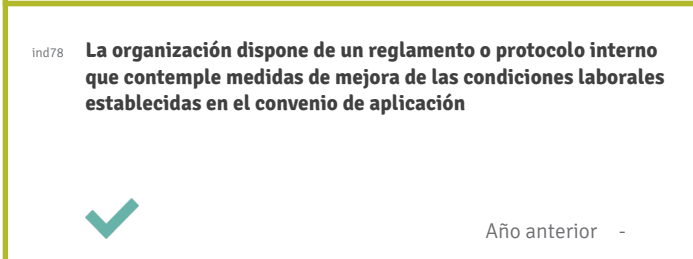 ind78 La organización dispone de un reglamento o protocolo interno
que contemple medidas de mejora de las condiciones laborales
establecidas en el convenio de aplicación
Año anterior -